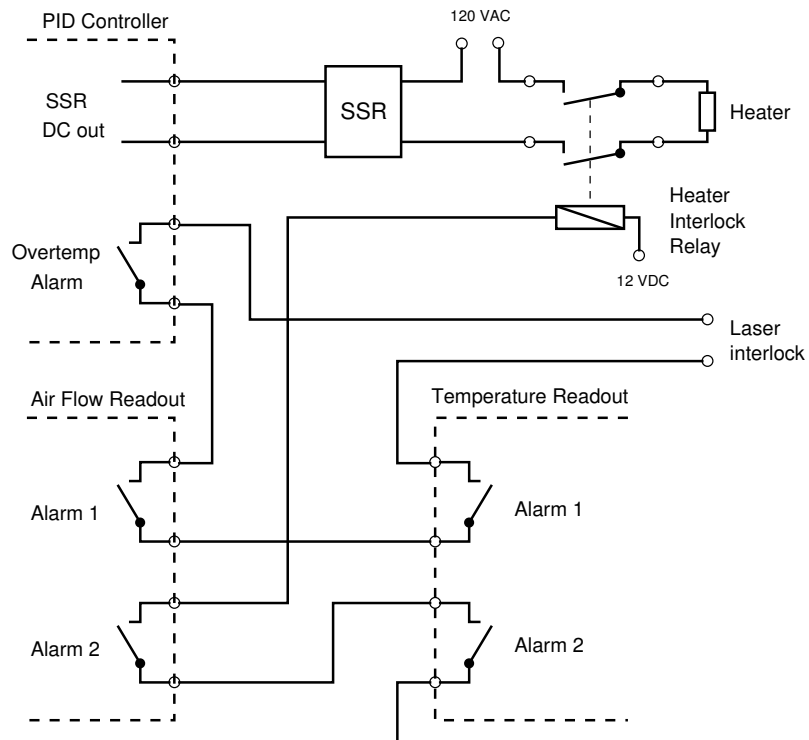 PID Controller
120 VAC
SSR
DC out
SSR
Heater
Heater
Interlock
Relay
Overtemp
Alarm
12 VDC
Laser
interlock
Air Flow Readout
Temperature Readout
Alarm 1
Alarm 1
Alarm 2
Alarm 2